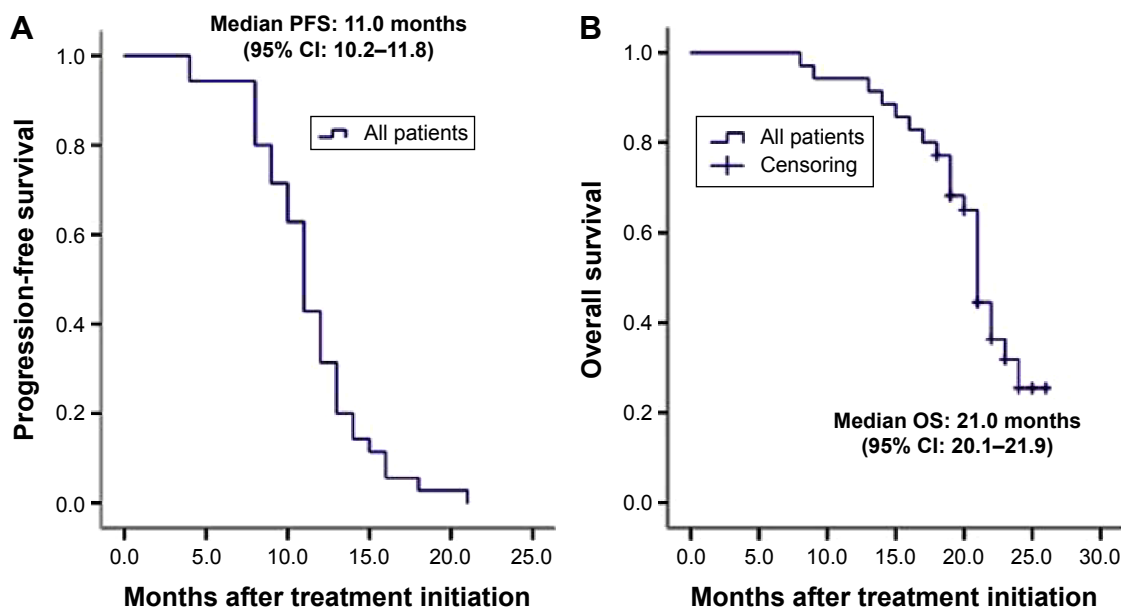 A
Median PFS: 11.0 months
(95% CI: 10.2–11.8)
All patients
Progression-free survival
1.0
0.8
0.6
0.4
0.2
0.0
0.0 5.0 10.0 15.0 20.0 25.0
Months after treatment initiation
B
All patients
Censoring
Overall survival
1.0
0.8
0.6
0.4
0.2
0.0
Median OS: 21.0 months
(95% CI: 20.1–21.9)
0.0 5.0 10.0 15.0 20.0 25.0 30.0
Months after treatment initiation